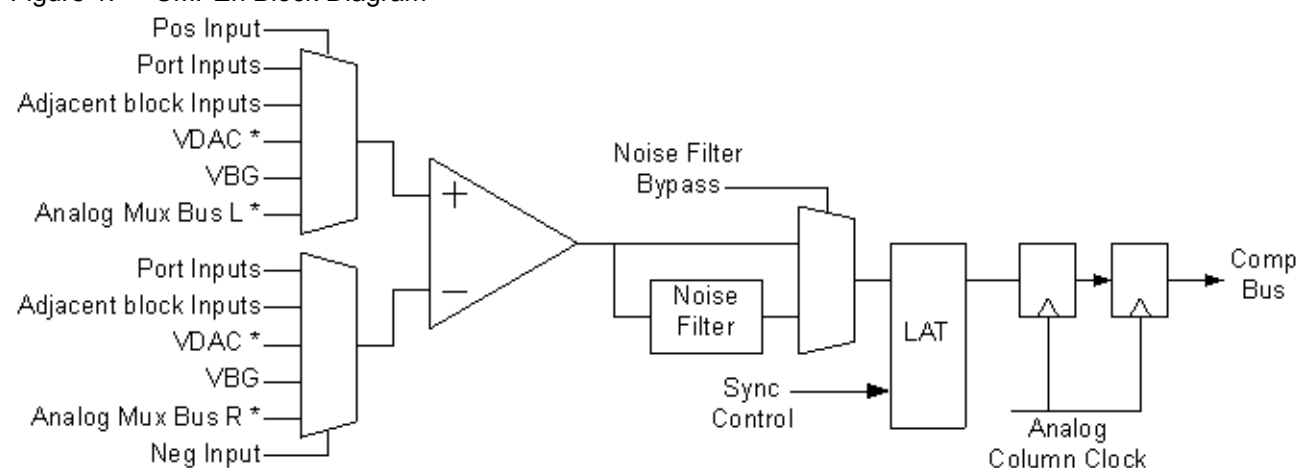 Pos Input
Port Inputs
Adjacent block Inputs
VDAC *
VBG
Analog Mux Bus L *
Port Inputs
Adjacent block Inputs
VDAC *
VBG
Analog Mux Bus R *
Neg Input
+
−
Noise Filter
Bypass
Noise
Filter
LAT
Sync
Control
Analog
Column Clock
Comp
Bus